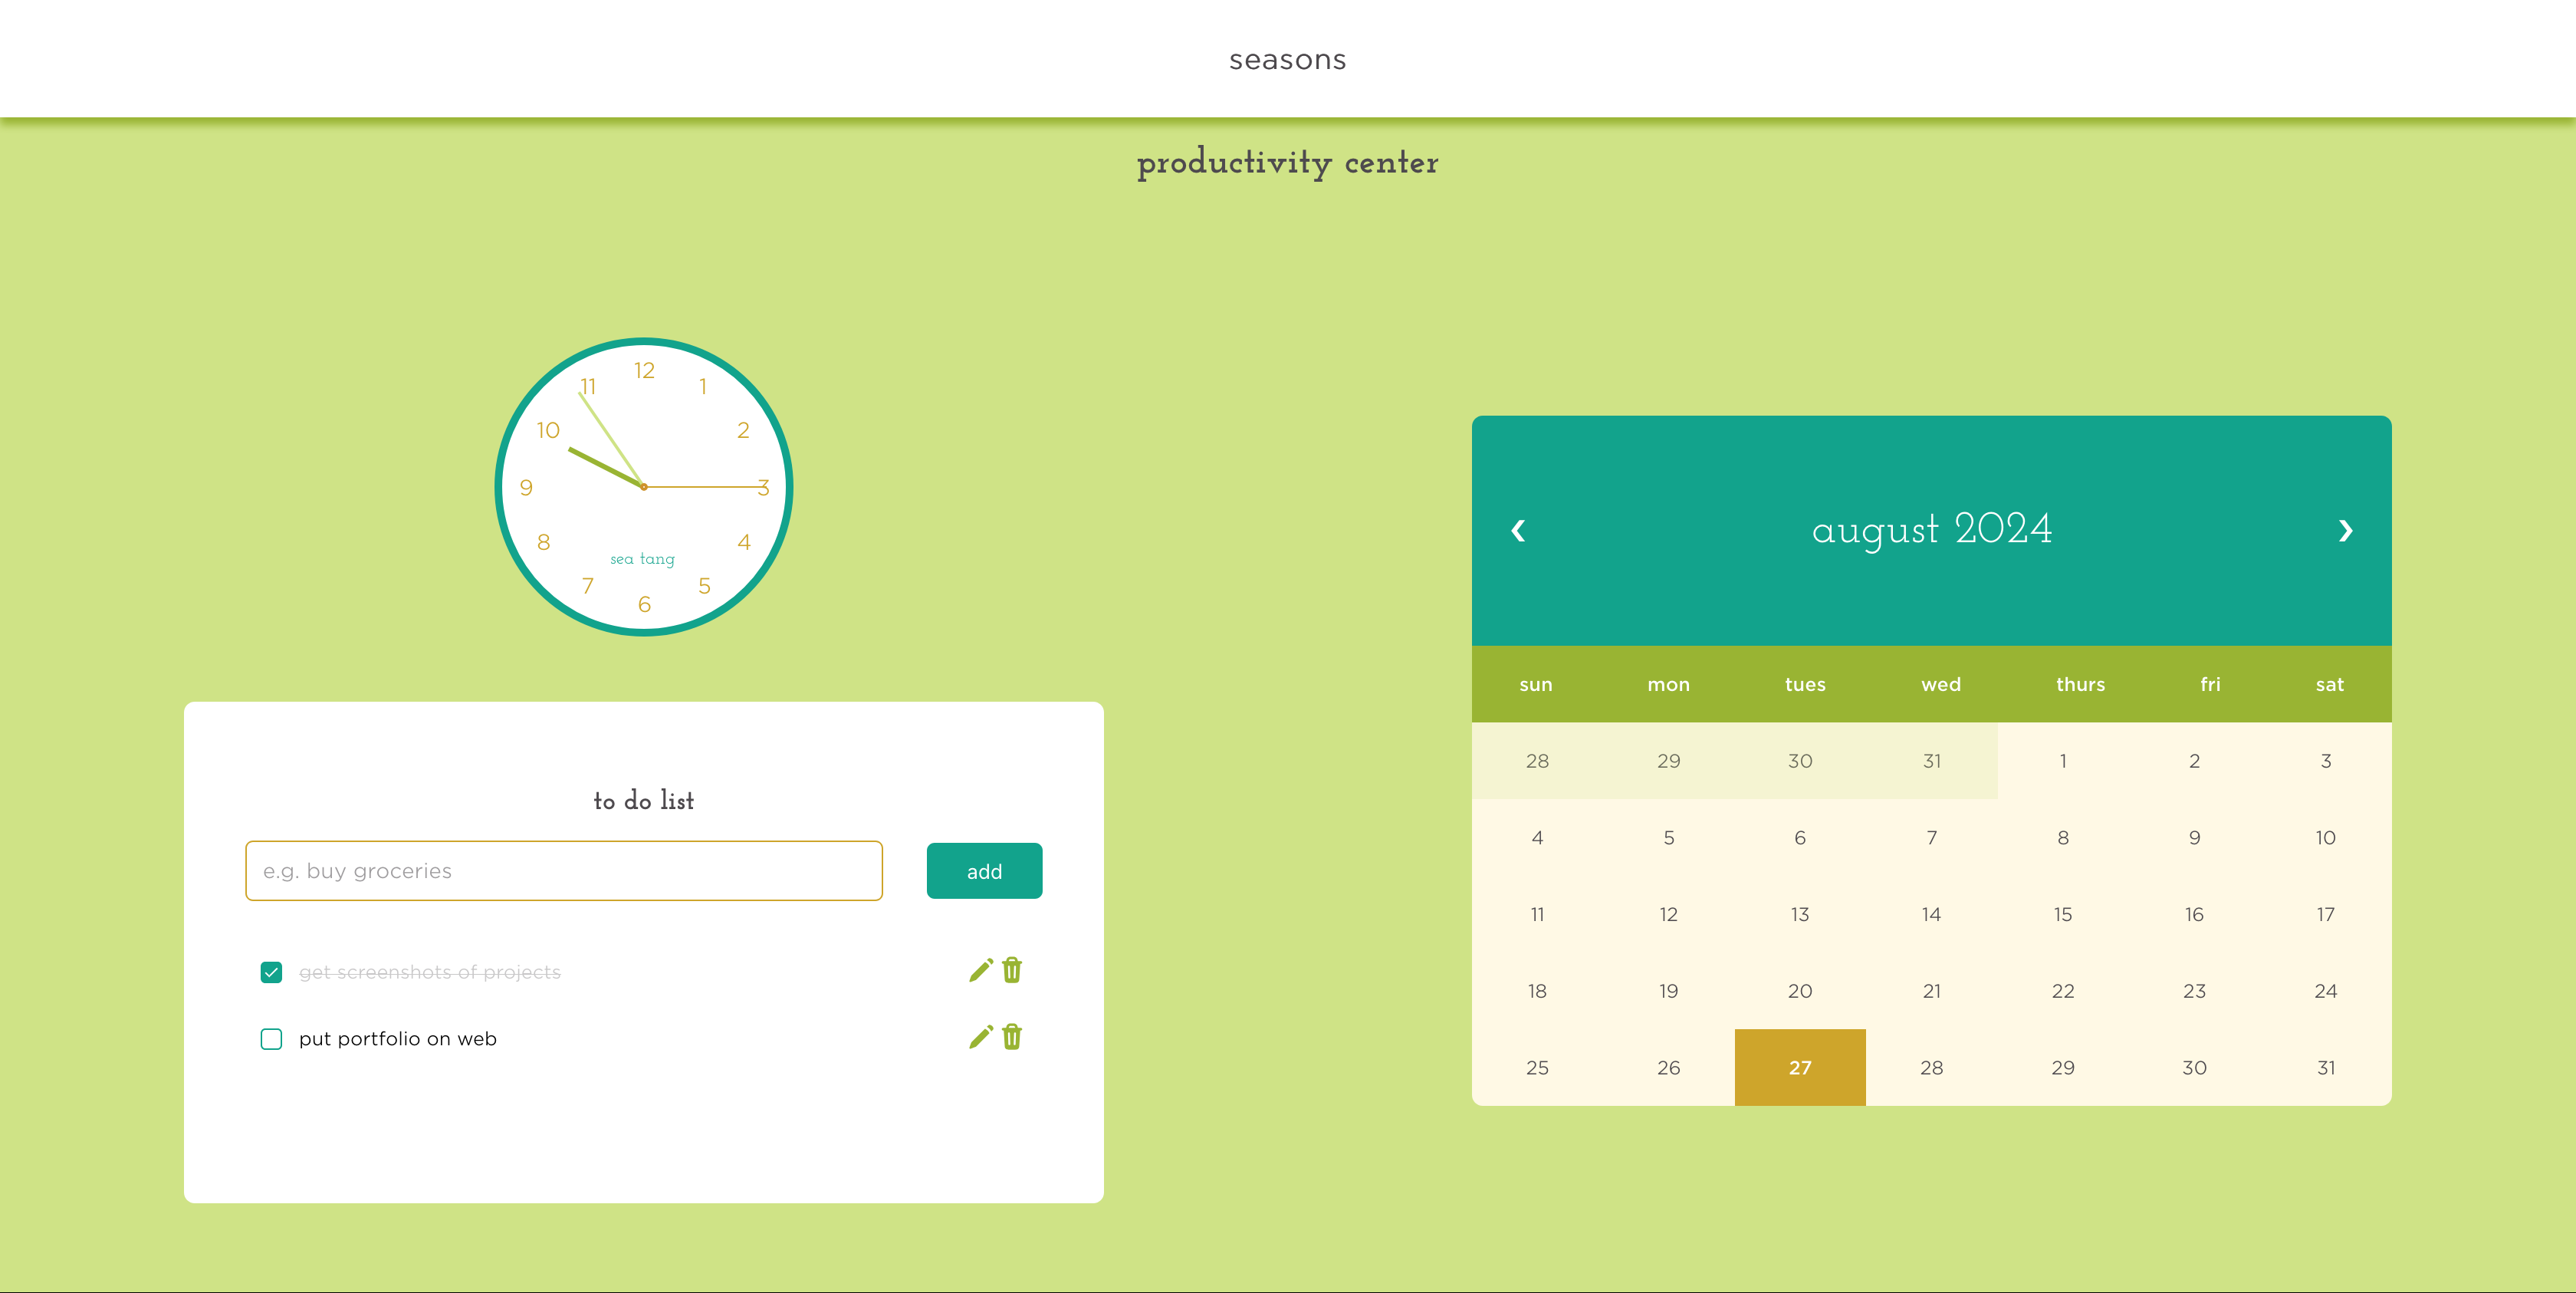 seasons
productivity center
12
11 1
10 2
9 3
8 4
sea tang
7 5
6
to do list
e.g. buy groceries add
get screenshots of projects
put portfolio on web
august 2024
sun mon tues wed thurs fri sat
28 29 30 31 1 2 3
4 5 6 7 8 9 10
11 12 13 14 15 16 17
18 19 20 21 22 23 24
25 26 27 28 29 30 31